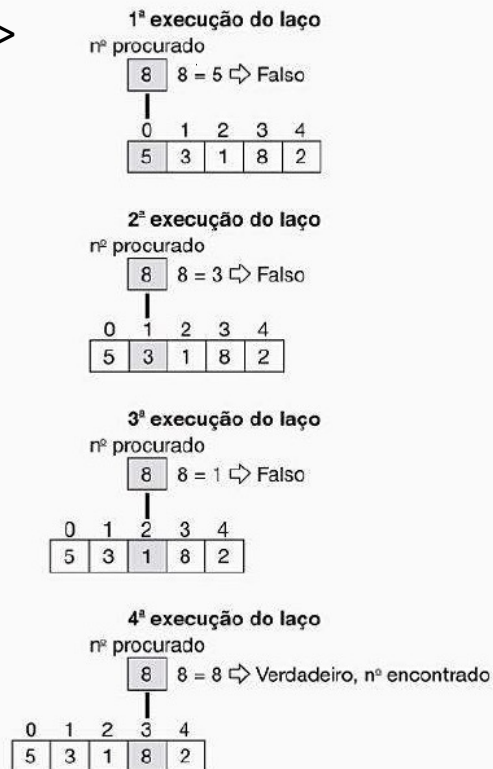 >
1ª execução do laço
nº procurado
8 8 = 5 ⇨ Falso
0 1 2 3 4
5 3 1 8 2
2ª execução do laço
nº procurado
8 8 = 3 ⇨ Falso
0 1 2 3 4
5 3 1 8 2
3ª execução do laço
nº procurado
8 8 = 1 ⇨ Falso
0 1 2 3 4
5 3 1 8 2
4ª execução do laço
nº procurado
8 8 = 8 ⇨ Verdadeiro, nº encontrado
0 1 2 3 4
5 3 1 8 2